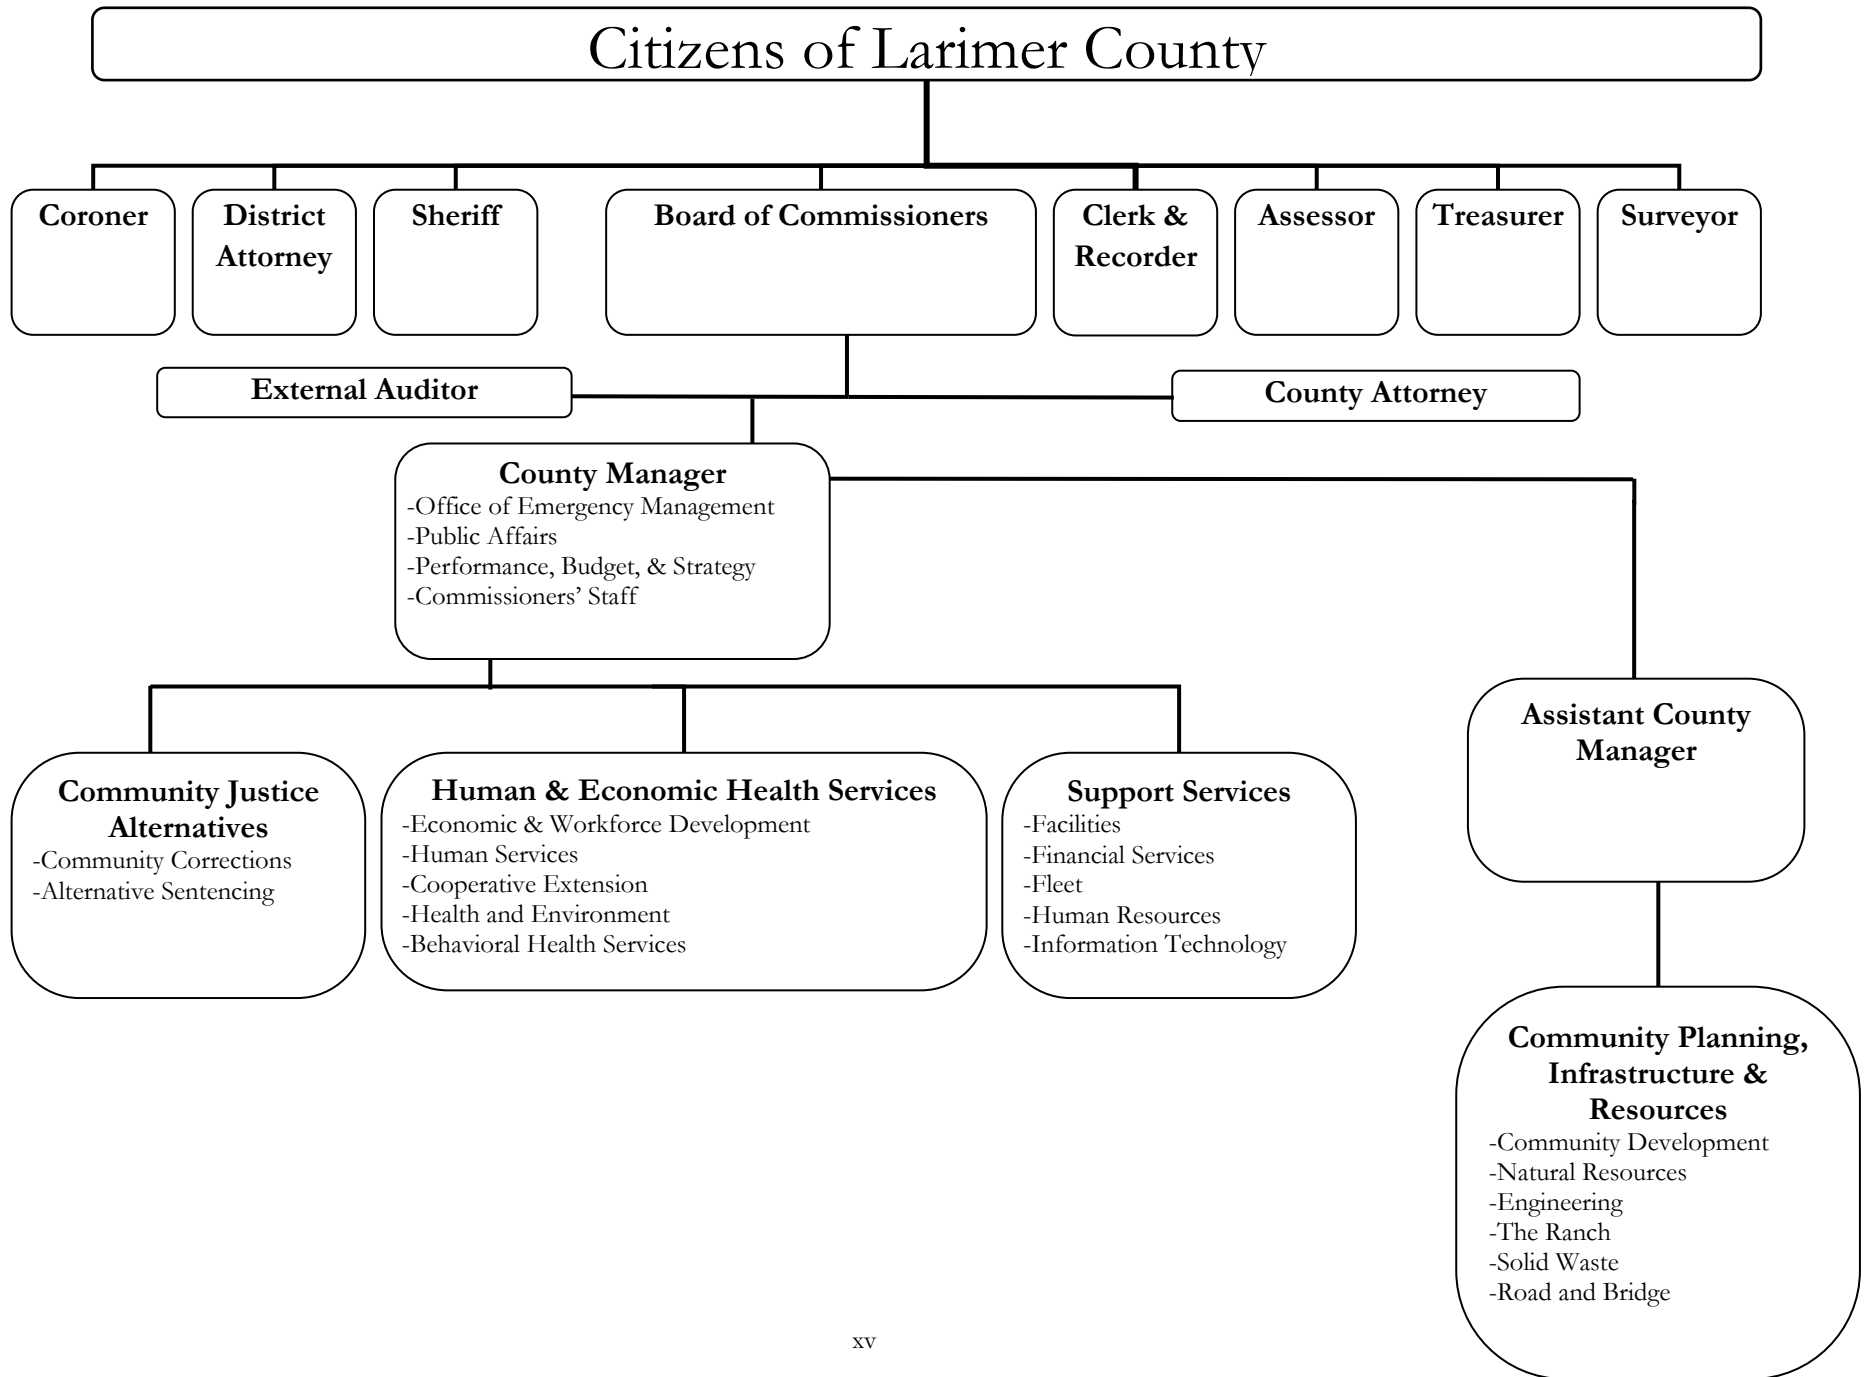 Citizens of Larimer County
Coroner
District
Attorney
Sheriff
Board of Commissioners
Clerk &
Recorder
Assessor
Treasurer
Surveyor
External Auditor
County Attorney
County Manager
-Office of Emergency Management
-Public Affairs
-Performance, Budget, & Strategy
-Commissioners’ Staff
Assistant County
Manager
Community Justice
Alternatives
-Community Corrections
-Alternative Sentencing
Human & Economic Health Services
-Economic & Workforce Development
-Human Services
-Cooperative Extension
-Health and Environment
-Behavioral Health Services
Support Services
-Facilities
-Financial Services
-Fleet
-Human Resources
-Information Technology
Community Planning,
Infrastructure &
Resources
-Community Development
-Natural Resources
-Engineering
-The Ranch
-Solid Waste
-Road and Bridge
xv